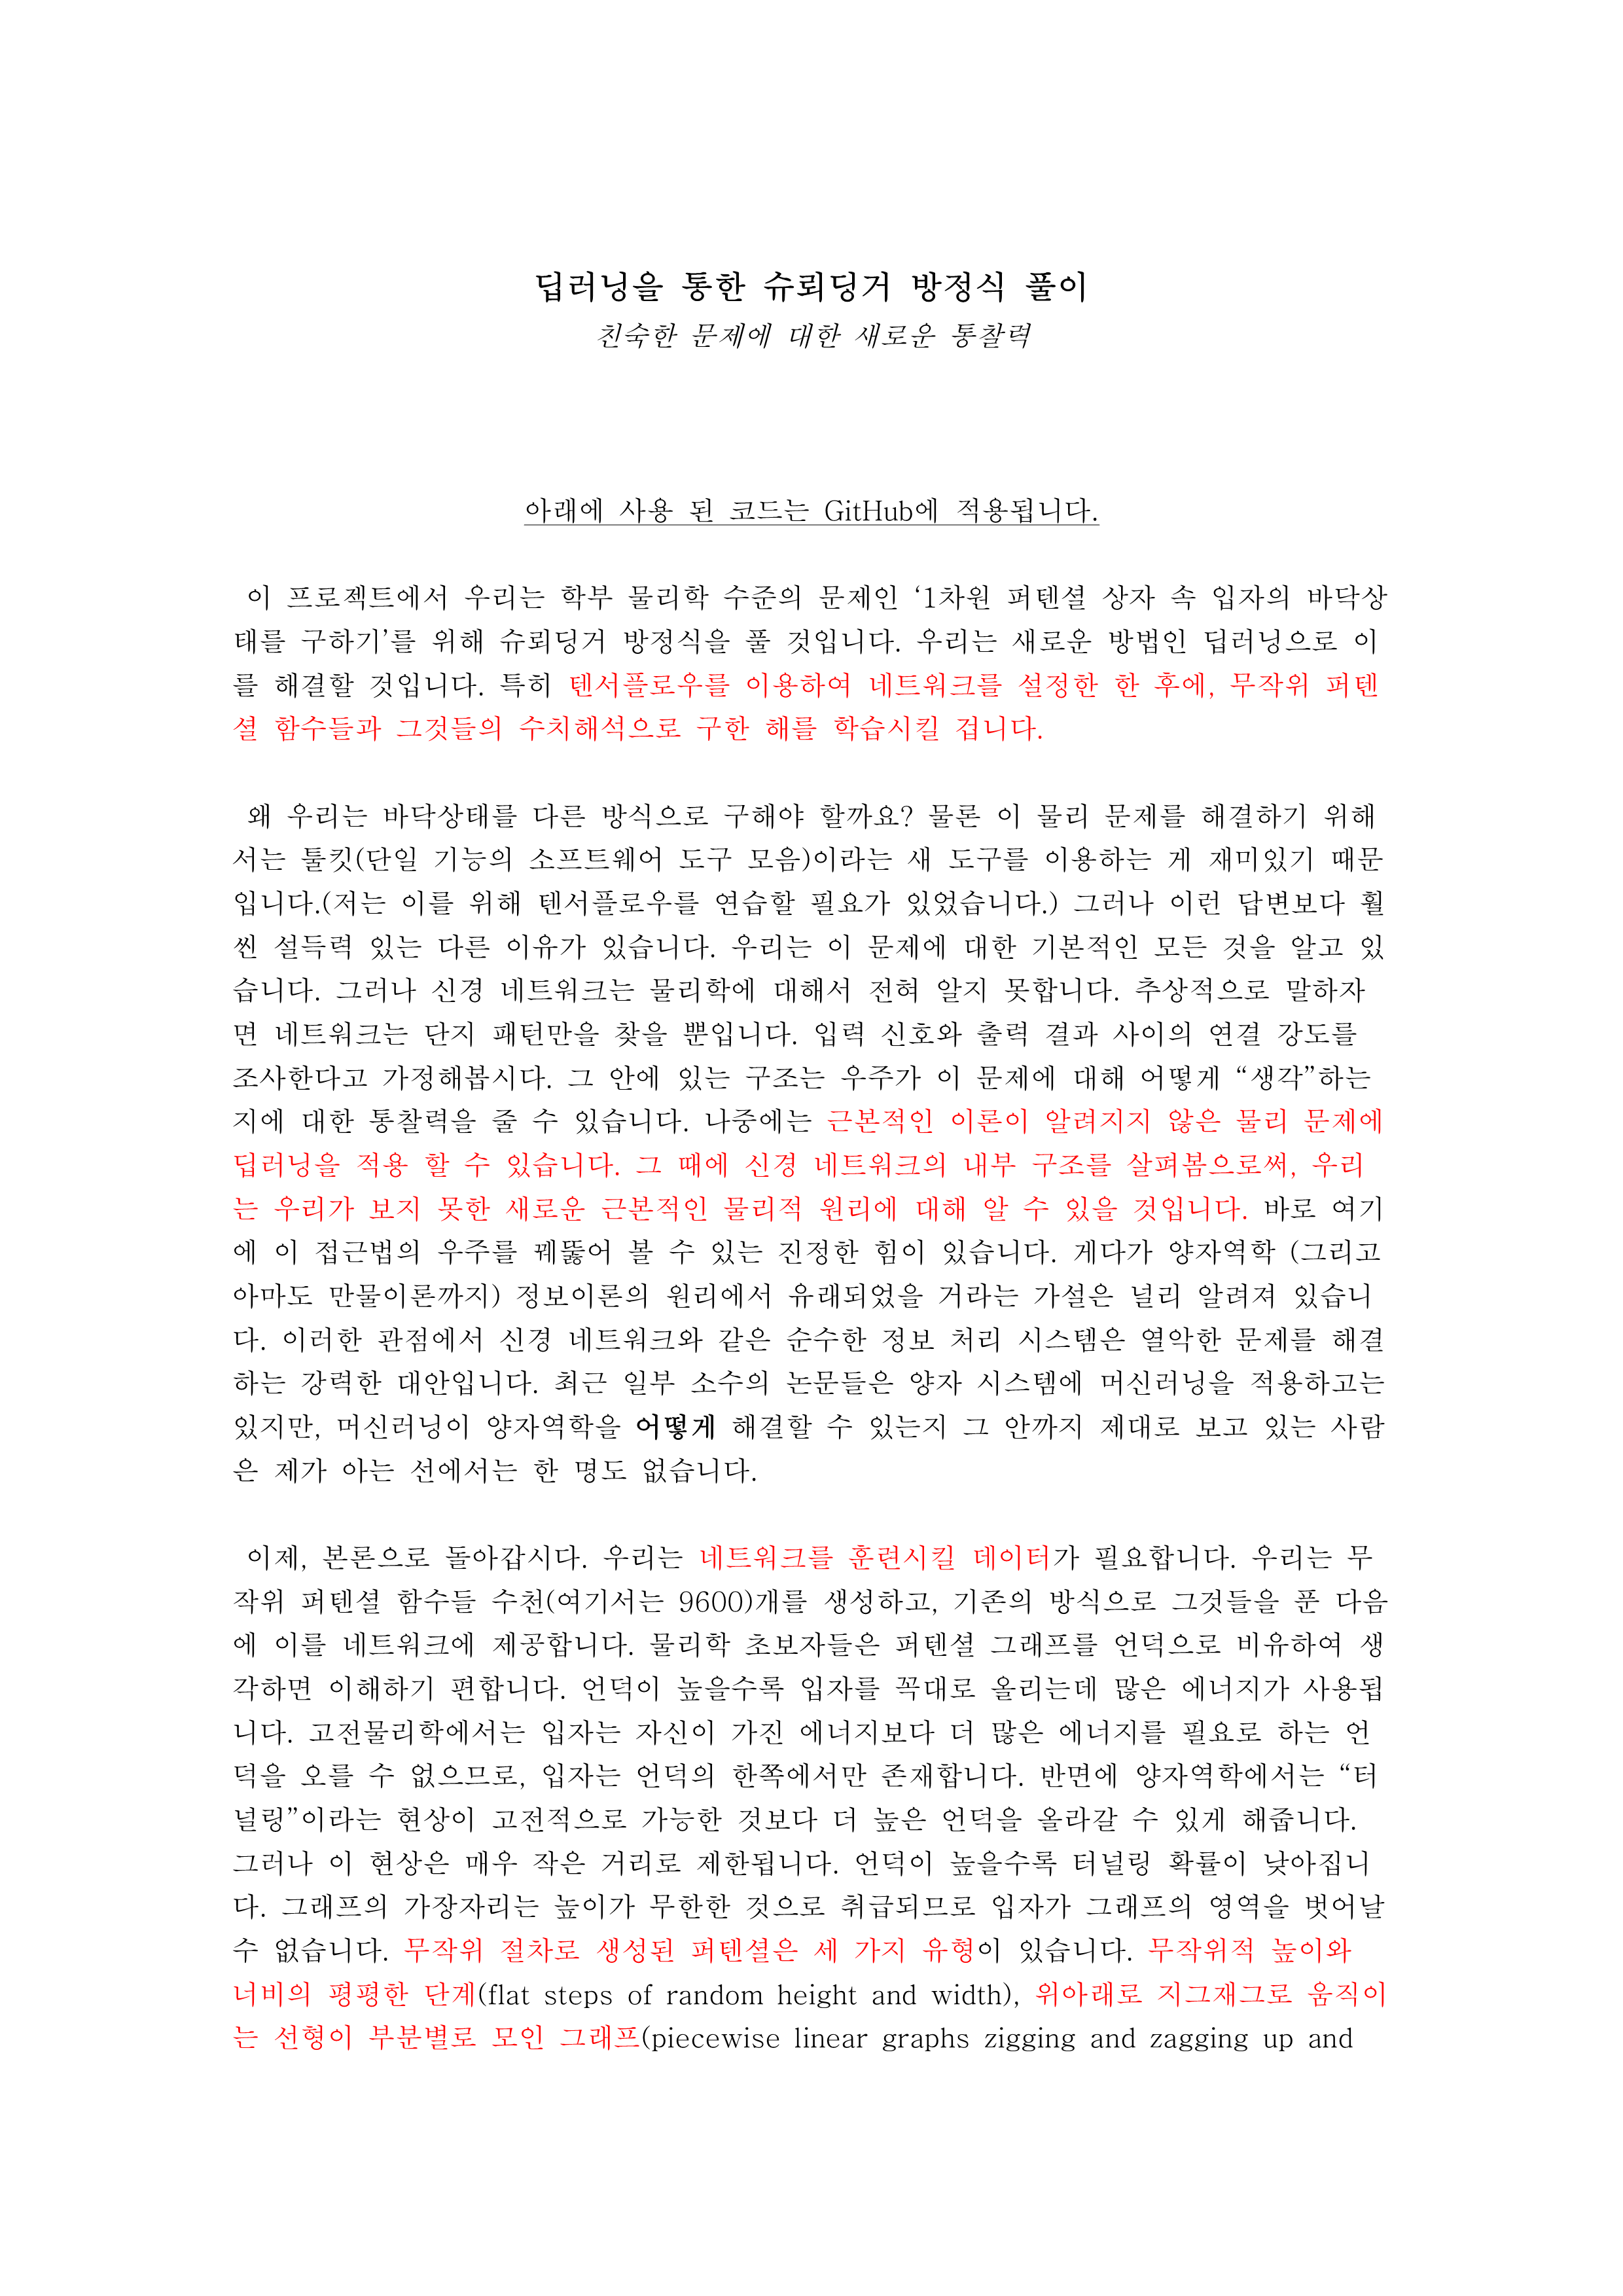 딥러닝을 통한 슈뢰딩거 방정식 풀이
친숙한 문제에 대한 새로운 통찰력
아래에 사용 된 코드는 GitHub에 적용됩니다.
이 프로젝트에서 우리는 학부 물리학 수준의 문제인 ‘1차원 퍼텐셜 상자 속 입자의 바닥상
태를 구하기’를 위해 슈뢰딩거 방정식을 풀 것입니다. 우리는 새로운 방법인 딥러닝으로 이
를 해결할 것입니다. 특히 텐서플로우를 이용하여 네트워크를 설정한 한 후에, 무작위 퍼텐
셜 함수들과 그것들의 수치해석으로 구한 해를 학습시킬 겁니다.
왜 우리는 바닥상태를 다른 방식으로 구해야 할까요? 물론 이 물리 문제를 해결하기 위해
서는 툴킷(단일 기능의 소프트웨어 도구 모음)이라는 새 도구를 이용하는 게 재미있기 때문
입니다.(저는 이를 위해 텐서플로우를 연습할 필요가 있었습니다.) 그러나 이런 답변보다 훨
씬 설득력 있는 다른 이유가 있습니다. 우리는 이 문제에 대한 기본적인 모든 것을 알고 있
습니다. 그러나 신경 네트워크는 물리학에 대해서 전혀 알지 못합니다. 추상적으로 말하자
면 네트워크는 단지 패턴만을 찾을 뿐입니다. 입력 신호와 출력 결과 사이의 연결 강도를
조사한다고 가정해봅시다. 그 안에 있는 구조는 우주가 이 문제에 대해 어떻게 “생각”하는
지에 대한 통찰력을 줄 수 있습니다. 나중에는 근본적인 이론이 알려지지 않은 물리 문제에
딥러닝을 적용 할 수 있습니다. 그 때에 신경 네트워크의 내부 구조를 살펴봄으로써, 우리
는 우리가 보지 못한 새로운 근본적인 물리적 원리에 대해 알 수 있을 것입니다. 바로 여기
에 이 접근법의 우주를 꿰뚫어 볼 수 있는 진정한 힘이 있습니다. 게다가 양자역학 (그리고
아마도 만물이론까지) 정보이론의 원리에서 유래되었을 거라는 가설은 널리 알려져 있습니
다. 이러한 관점에서 신경 네트워크와 같은 순수한 정보 처리 시스템은 열악한 문제를 해결
하는 강력한 대안입니다. 최근 일부 소수의 논문들은 양자 시스템에 머신러닝을 적용하고는
있지만, 머신러닝이 양자역학을 어떻게 해결할 수 있는지 그 안까지 제대로 보고 있는 사람
은 제가 아는 선에서는 한 명도 없습니다.
이제, 본론으로 돌아갑시다. 우리는 네트워크를 훈련시킬 데이터가 필요합니다. 우리는 무
작위 퍼텐셜 함수들 수천(여기서는 9600)개를 생성하고, 기존의 방식으로 그것들을 푼 다음
에 이를 네트워크에 제공합니다. 물리학 초보자들은 퍼텐셜 그래프를 언덕으로 비유하여 생
각하면 이해하기 편합니다. 언덕이 높을수록 입자를 꼭대로 올리는데 많은 에너지가 사용됩
니다. 고전물리학에서는 입자는 자신이 가진 에너지보다 더 많은 에너지를 필요로 하는 언
덕을 오를 수 없으므로, 입자는 언덕의 한쪽에서만 존재합니다. 반면에 양자역학에서는 “터
널링”이라는 현상이 고전적으로 가능한 것보다 더 높은 언덕을 올라갈 수 있게 해줍니다.
그러나 이 현상은 매우 작은 거리로 제한됩니다. 언덕이 높을수록 터널링 확률이 낮아집니
다. 그래프의 가장자리는 높이가 무한한 것으로 취급되므로 입자가 그래프의 영역을 벗어날
수 없습니다. 무작위 절차로 생성된 퍼텐셜은 세 가지 유형이 있습니다. 무작위적 높이와
너비의 평평한 단계(flat steps of random height and width), 위아래로 지그재그로 움직이
는 선형이 부분별로 모인 그래프(piecewise linear graphs zigging and zagging up and